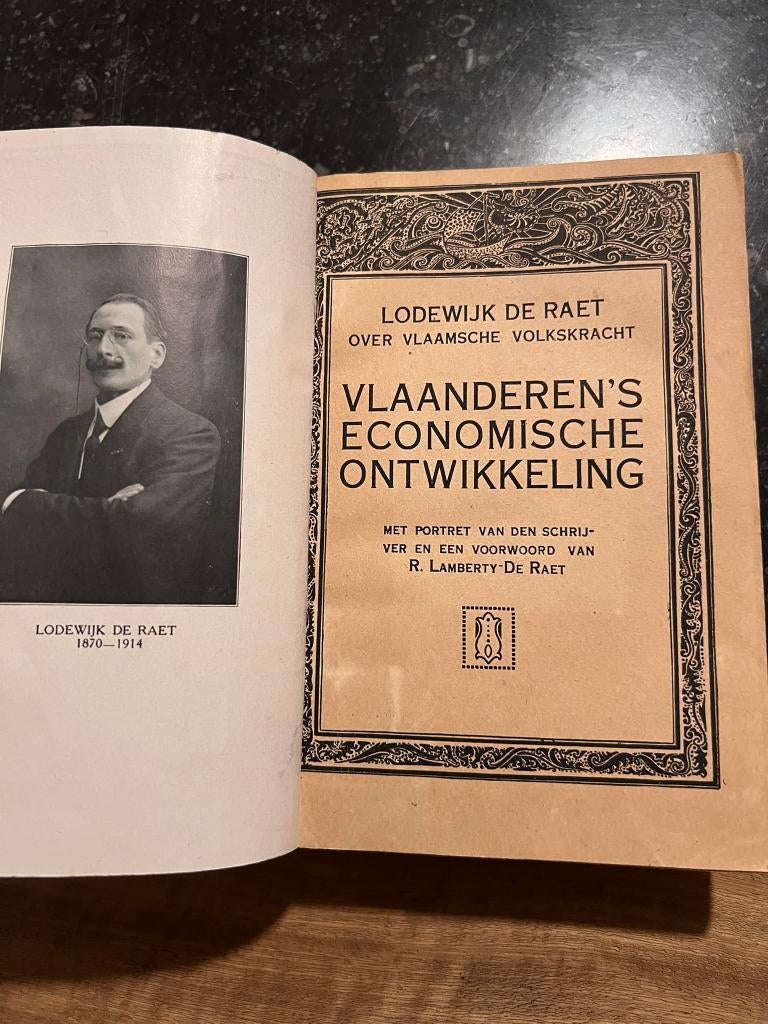 LODEWIJK DE RAET
1870—1914
LODEWIJK DE RAET
OVER VLAAMSCHE VOLKSKRACHT
VLAANDEREN'S
ECONOMISCHE
ONTWIKKELING
MET PORTRET VAN DEN SCHRIJ-
VER EN EEN VOORWOORD VAN
R. LAMBERTY-DE RAET